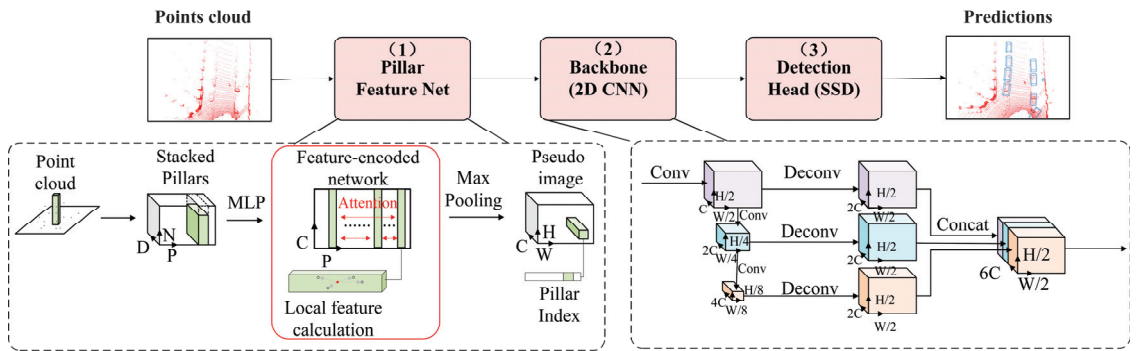 Points cloud
Predictions
(1)
Pillar
Feature Net
(2)
Backbone
(2D CNN)
(3)
Detection
Head (SSD)
Point
cloud
Stacked
Pillars
D
N
P
MLP
Feature-encoded
network
Attention
C
P
Local feature
calculation
Max
Pooling
Pseudo
image
C
H
W
Pillar
Index
Conv
C
H/2
W/2
Conv
2C
H/4
W/4
Conv
4C
H/8
W/8
Deconv
H/2
2C
W/2
Deconv
H/2
2C
W/2
Deconv
H/2
2C
W/2
Concat
6C
H/2
W/2